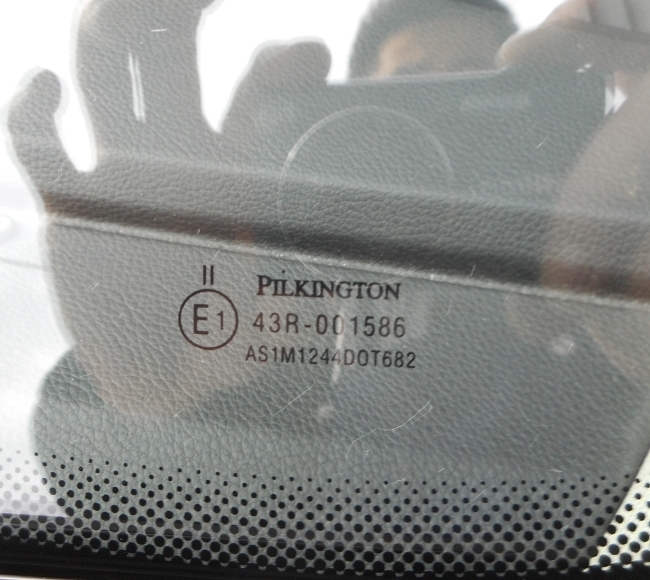 II
PILKINGTON
E1 43R-001586
AS1M1244DOT682